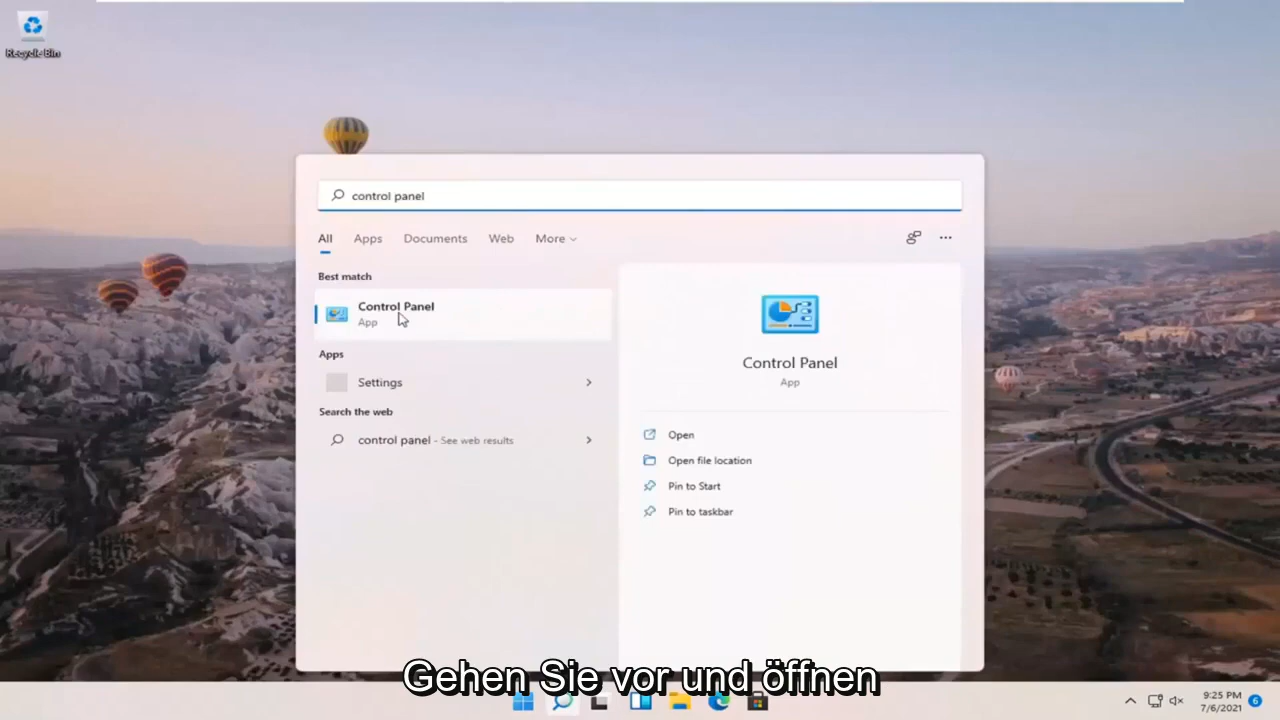 Recycle Bin
control panel
All Apps Documents Web More
Best match
Control Panel
App
Apps
Settings
Search the web
control panel - See web results
Control Panel
App
Open
Open file location
Pin to Start
Pin to taskbar
Gehen Sie vor und öffnen
9:25 PM
7/6/2021
6